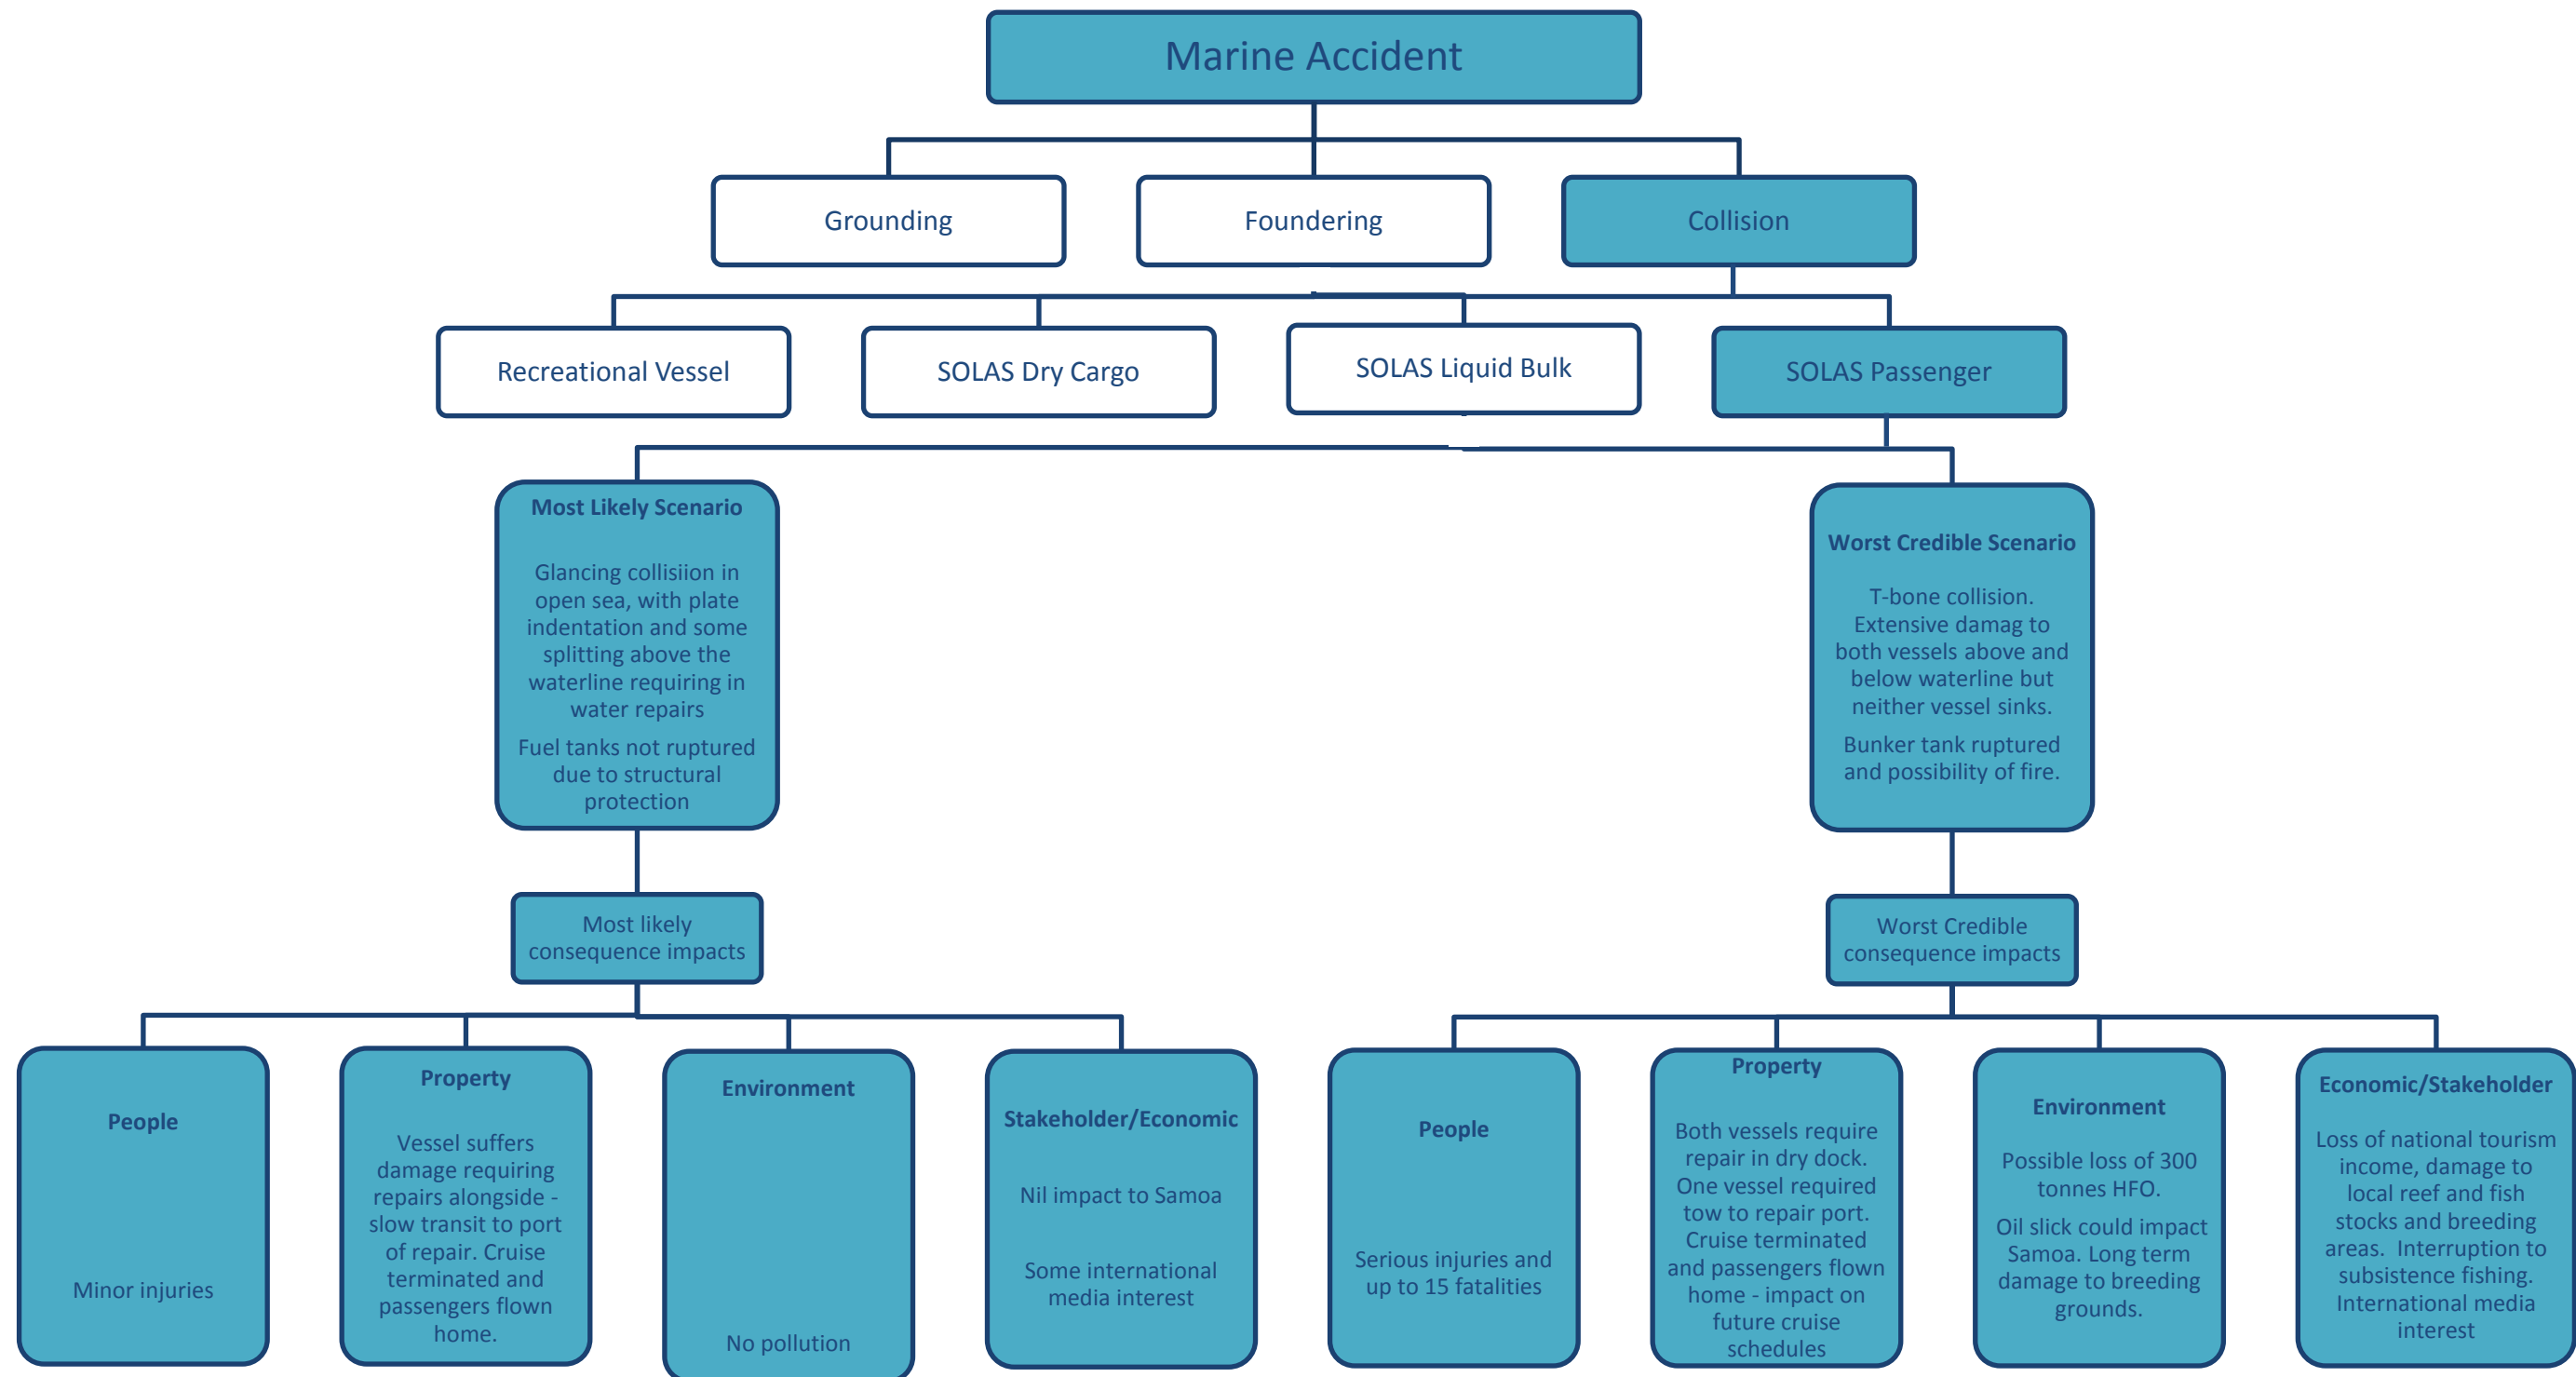 Marine Accident
Grounding
Foundering
Collision
Recreational Vessel
SOLAS Dry Cargo
SOLAS Liquid Bulk
SOLAS Passenger
Most Likely Scenario
Glancing collisiion in
open sea, with plate
indentation and some
splitting above the
waterline requiring in
water repairs
Fuel tanks not ruptured
due to structural
protection
Worst Credible Scenario
T-bone collision.
Extensive damag to
both vessels above and
below waterline but
neither vessel sinks.
Bunker tank ruptured
and possibility of fire.
Most likely
consequence impacts
Worst Credible
consequence impacts
People
Minor injuries
Property
Vessel suffers
damage requiring
repairs alongside -
slow transit to port
of repair. Cruise
terminated and
passengers flown
home.
Environment
No pollution
Stakeholder/Economic
Nil impact to Samoa
Some international
media interest
People
Serious injuries and
up to 15 fatalities
Property
Both vessels require
repair in dry dock.
One vessel required
tow to repair port.
Cruise terminated
and passengers flown
home - impact on
future cruise
schedules
Environment
Possible loss of 300
tonnes HFO.
Oil slick could impact
Samoa. Long term
damage to breeding
grounds.
Economic/Stakeholder
Loss of national tourism
income, damage to
local reef and fish
stocks and breeding
areas.  Interruption to
subsistence fishing.
International media
interest